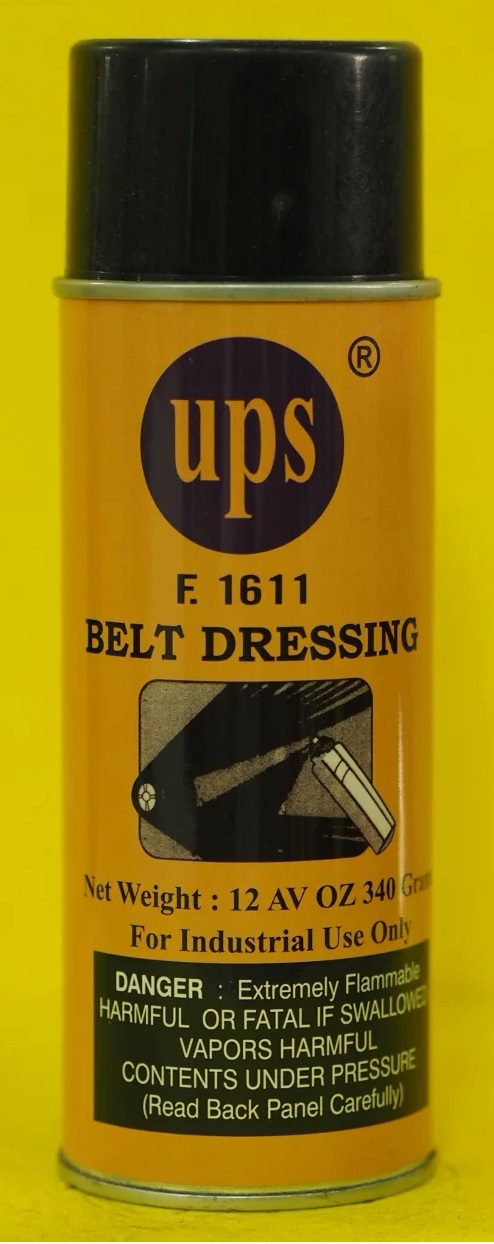 ups ®
F. 1611
BELT DRESSING
Net Weight : 12 AV OZ 340 Gram
For Industrial Use Only
DANGER : Extremely Flammable
HARMFUL OR FATAL IF SWALLOWED
VAPORS HARMFUL
CONTENTS UNDER PRESSURE
(Read Back Panel Carefully)